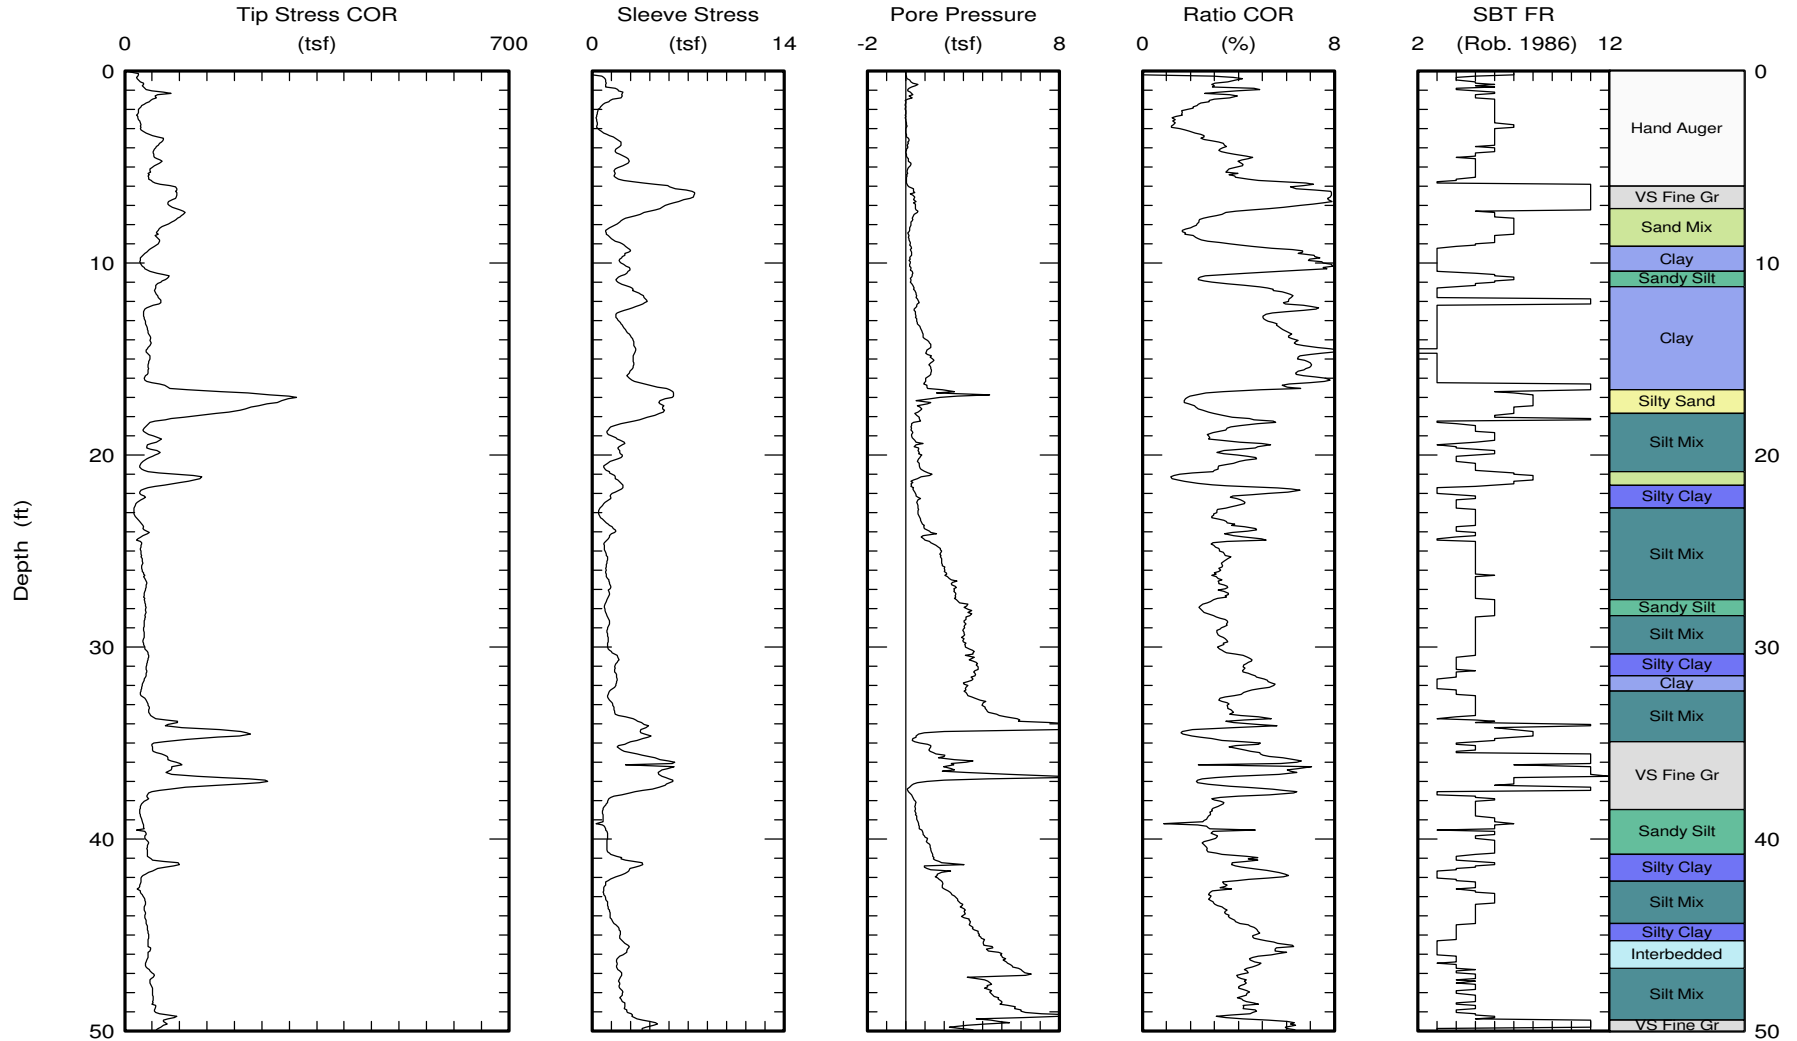 Tip Stress COR Sleeve Stress Pore Pressure Ratio COR SBT FR
0 (tsf) 700 0 (tsf) 14 -2 (tsf) 8 0 (%) 8 2 (Rob. 1986) 12
0 0
Hand Auger
VS Fine Gr
Sand Mix
Clay
10 10
Sandy Silt
Clay
Silty Sand
Silt Mix
20 20
Silty Clay
Depth (ft)
Silt Mix
Sandy Silt
Silt Mix
30 30
Silty Clay
Clay
Silt Mix
VS Fine Gr
Sandy Silt
40 40
Silty Clay
Silt Mix
Silty Clay
Interbedded
Silt Mix
VS Fine Gr
50 50